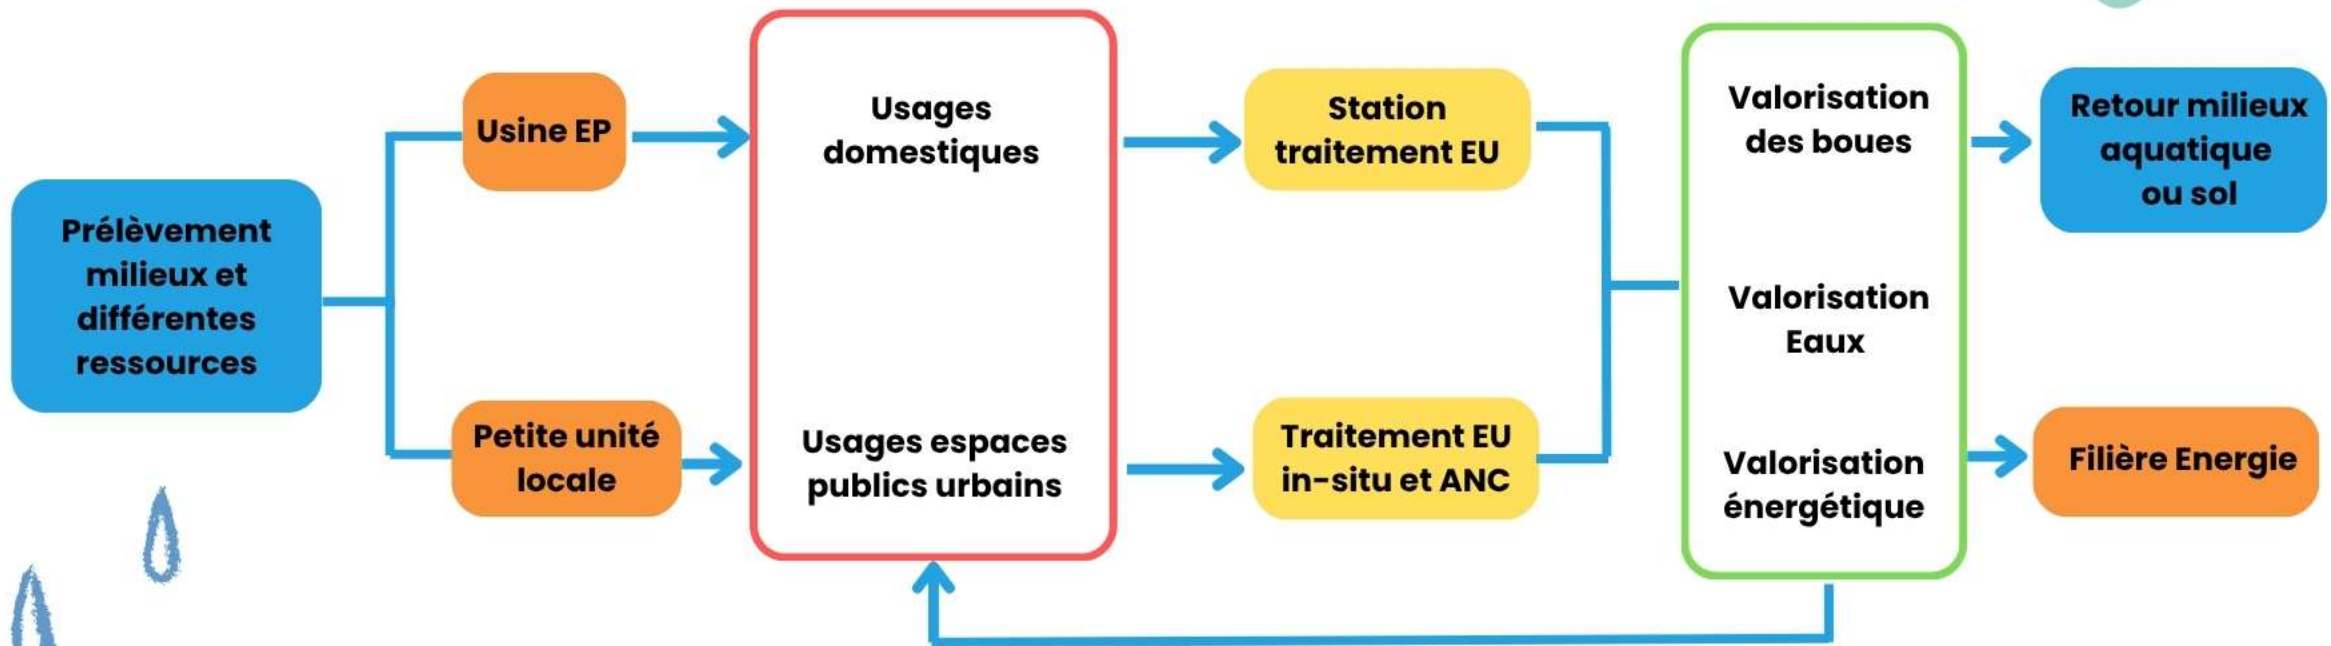 Prélèvement
milieux et
différentes
ressources
Usine EP
Petite unité
locale
Usages
domestiques
Usages espaces
publics urbains
Station
traitement EU
Traitement EU
in-situ et ANC
Valorisation
des boues
Valorisation
Eaux
Valorisation
énergétique
Retour milieux
aquatique
ou sol
Filière Energie